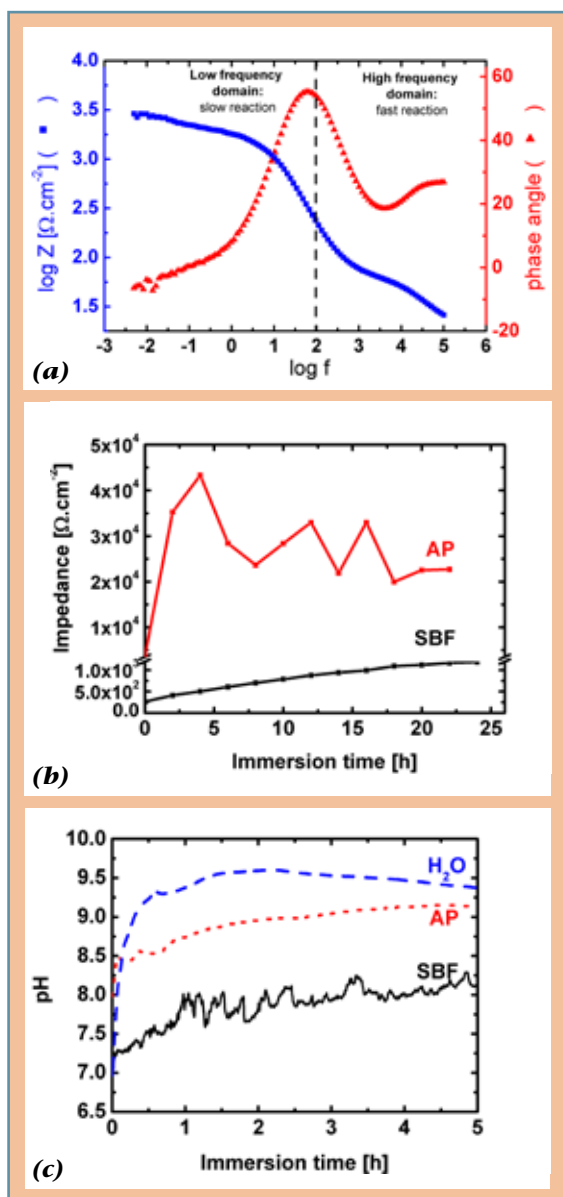 4.0
3.5
3.0
2.5
2.0
1.5
log Z [Ω.cm⁻²] ( ■ )
Low frequency
domain:
slow reaction
High frequency
domain:
fast reaction
60
40
20
0
-20
phase angle ( ▲ )
-3 -2 -1 0 1 2 3 4 5 6
log f
(a)
5x10⁴
4x10⁴
3x10⁴
2x10⁴
1x10⁴
1.0x10³
5.0x10²
0.0
Impedance [Ω.cm⁻²]
AP
SBF
0 5 10 15 20 25
Immersion time [h]
(b)
10.0
9.5
9.0
8.5
8.0
7.5
7.0
6.5
pH
H₂O
AP
SBF
0 1 2 3 4 5
Immersion time [h]
(c)